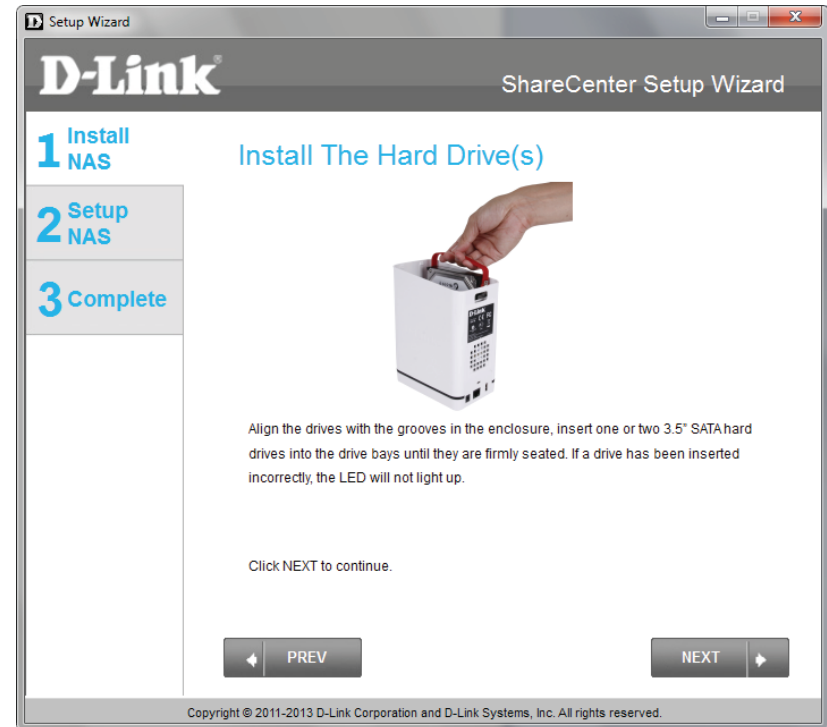 Setup Wizard
D-Link
ShareCenter Setup Wizard
1 Install NAS
2 Setup NAS
3 Complete
Install The Hard Drive(s)
D-Link
Align the drives with the grooves in the enclosure, insert one or two 3.5" SATA hard
drives into the drive bays until they are firmly seated. If a drive has been inserted
incorrectly, the LED will not light up.
Click NEXT to continue.
PREV
NEXT
Copyright © 2011-2013 D-Link Corporation and D-Link Systems, Inc. All rights reserved.